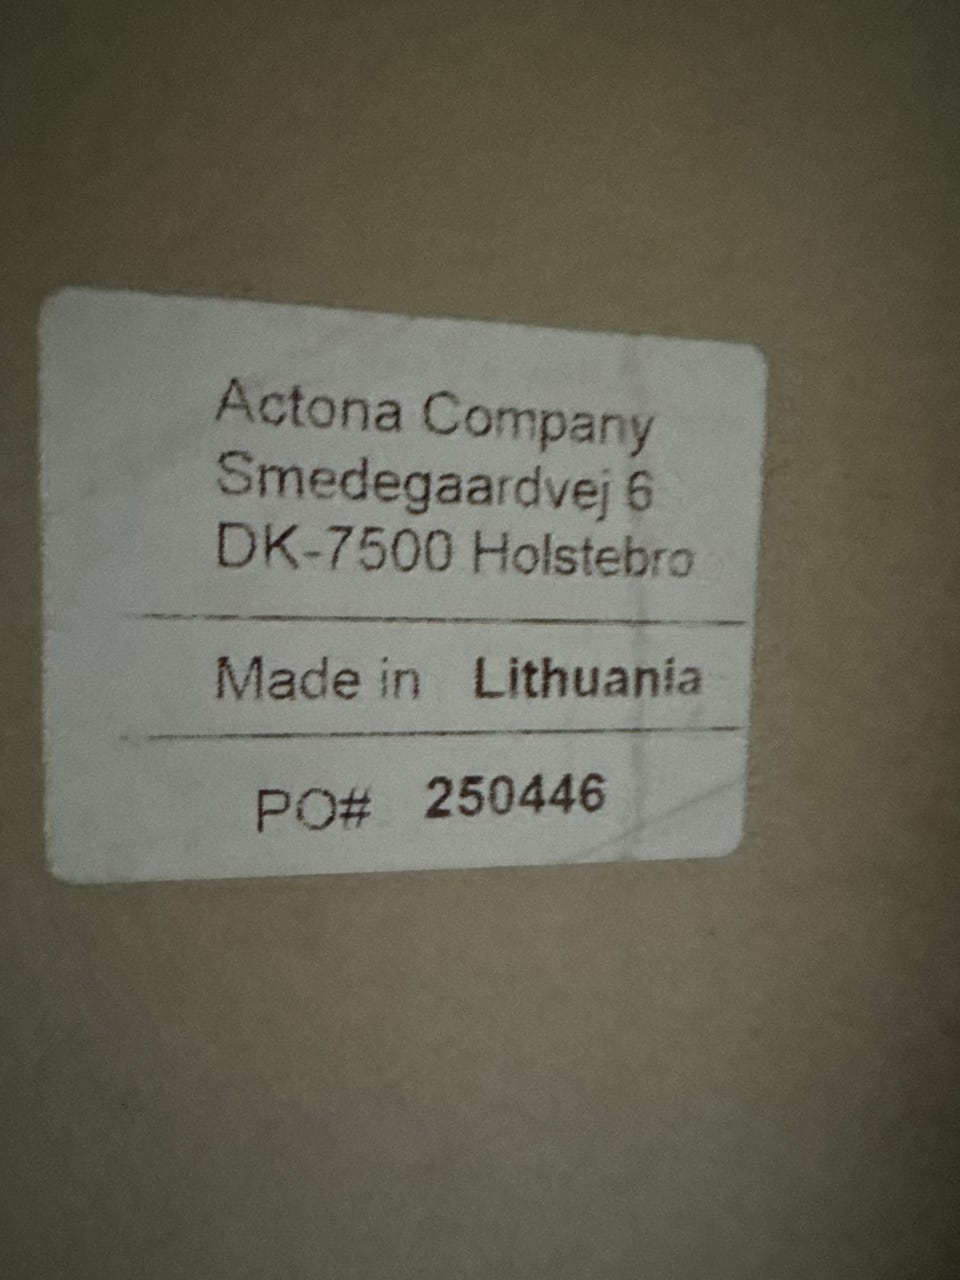 Actona Company
Smedegaardvej 6
DK-7500 Holstebro
Made in Lithuania
PO# 250446